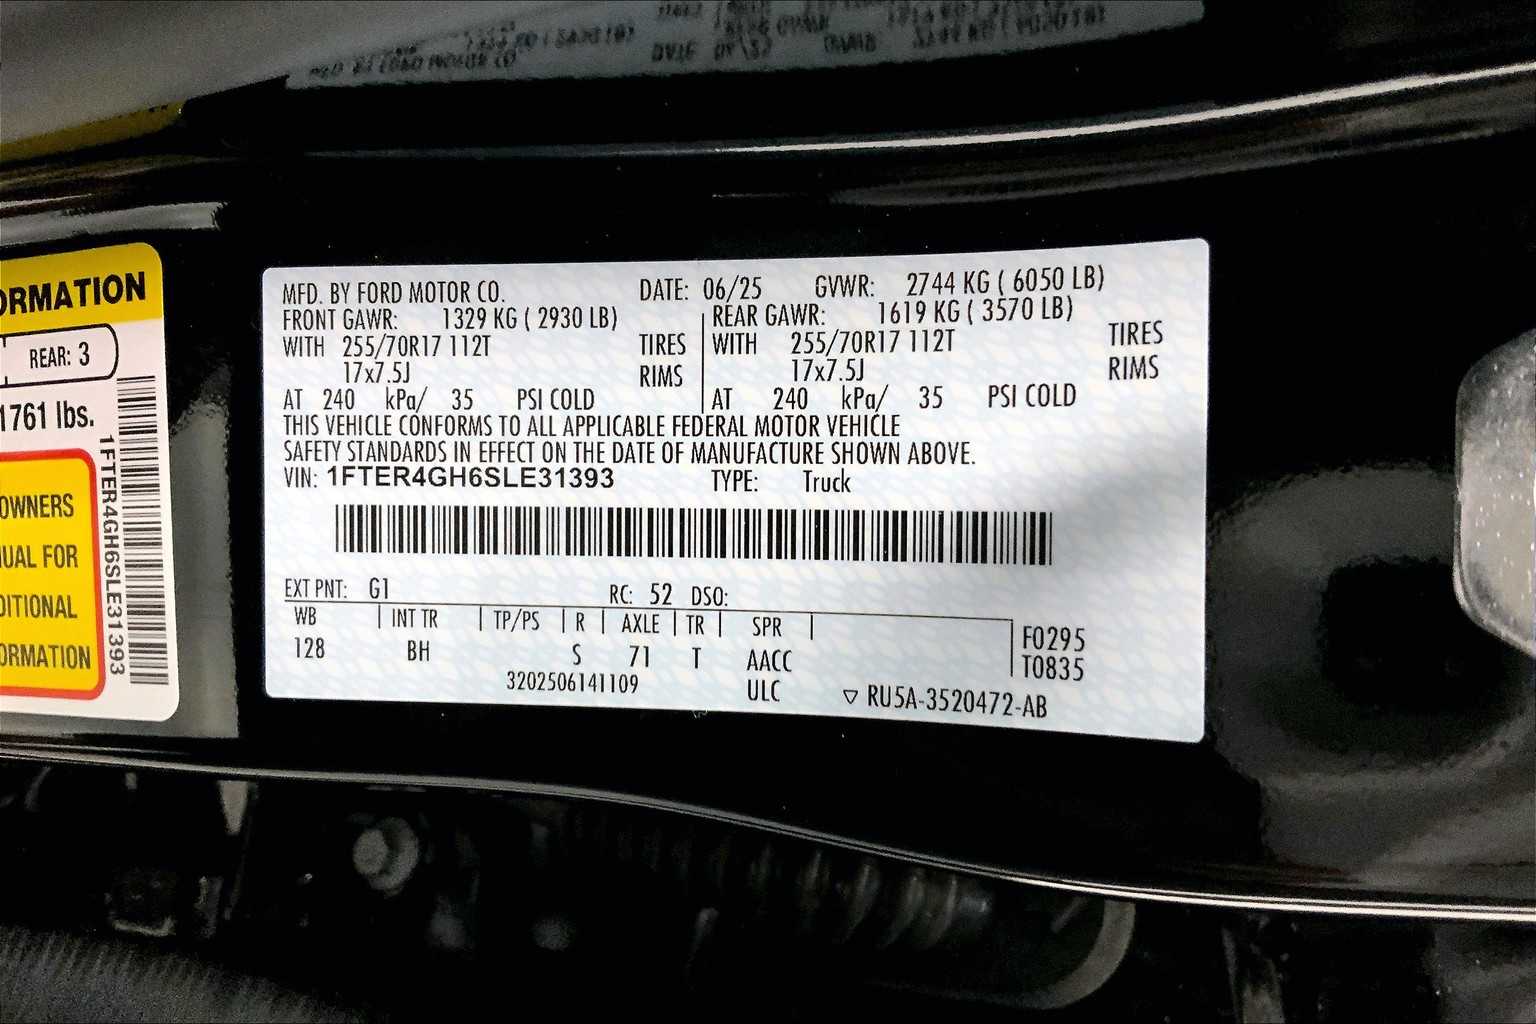 ORMATION
REAR: 3
1761 lbs.
OWNERS
UAL FOR
DITIONAL
ORMATION
1FTER4GH6SLE31393
MFD. BY FORD MOTOR CO. DATE: 06/25 GVWR: 2744 KG ( 6050 LB)
FRONT GAWR: 1329 KG ( 2930 LB) REAR GAWR: 1619 KG ( 3570 LB)
WITH 255/70R17 112T TIRES WITH 255/70R17 112T TIRES
17x7.5J RIMS 17x7.5J RIMS
AT 240 kPa/ 35 PSI COLD AT 240 kPa/ 35 PSI COLD
THIS VEHICLE CONFORMS TO ALL APPLICABLE FEDERAL MOTOR VEHICLE
SAFETY STANDARDS IN EFFECT ON THE DATE OF MANUFACTURE SHOWN ABOVE.
VIN: 1FTER4GH6SLE31393 TYPE: Truck
EXT PNT: G1 RC: 52 DSO:
WB INT TR TP/PS R AXLE TR SPR
128 BH S 71 T AACC
F0295
T0835
3202506141109 ULC ▽ RU5A-3520472-AB